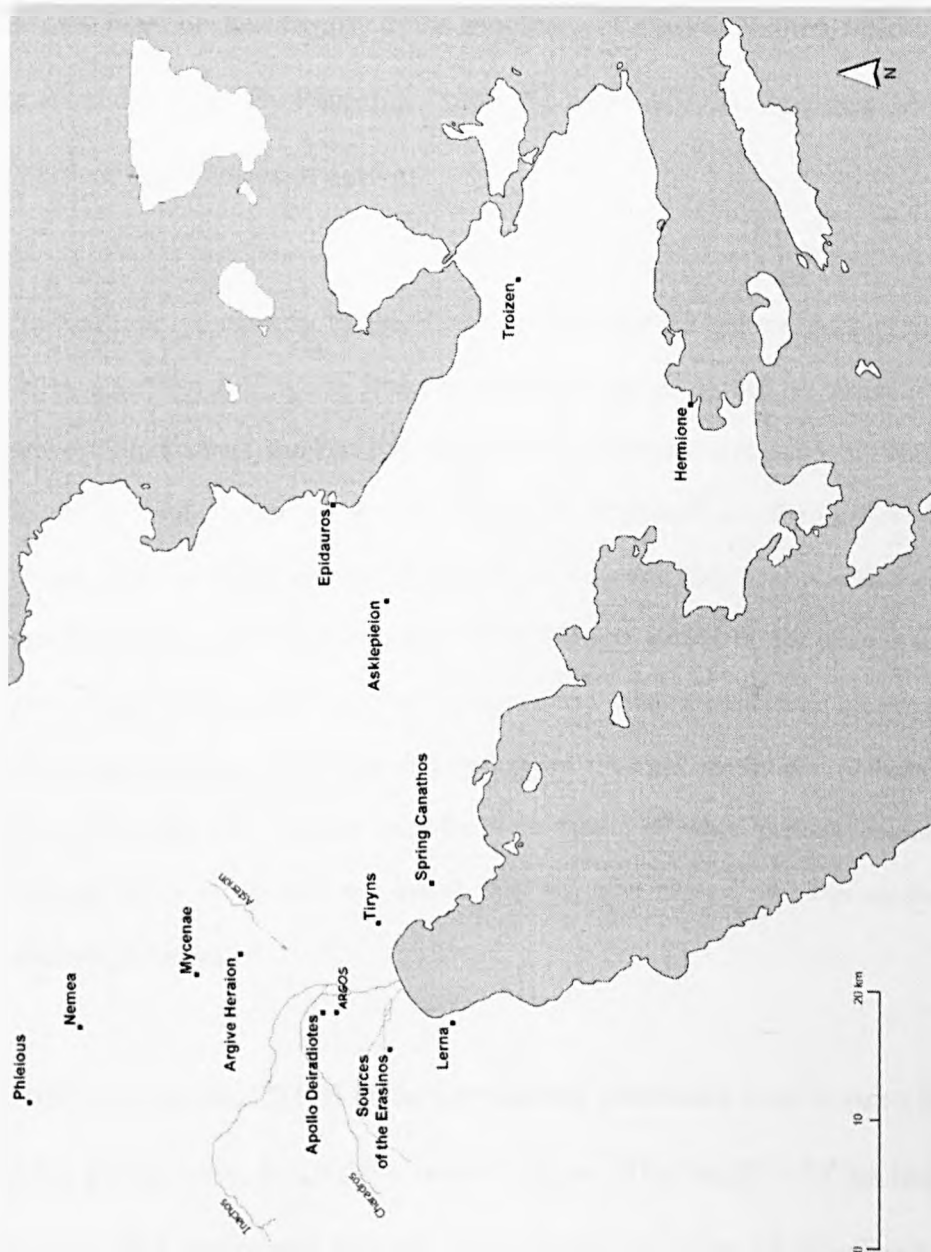 Phleious
Nemea
Mycenae
Asterion
Argive Heraion
Inachos
Apollo Deiradiotes
ARGOS
Charadros
Sources
of the Erasinos
Lerna
Tiryns
Spring Canathos
Asklepieion
Epidauros
Troizen
Hermione
N
0
10
20 km